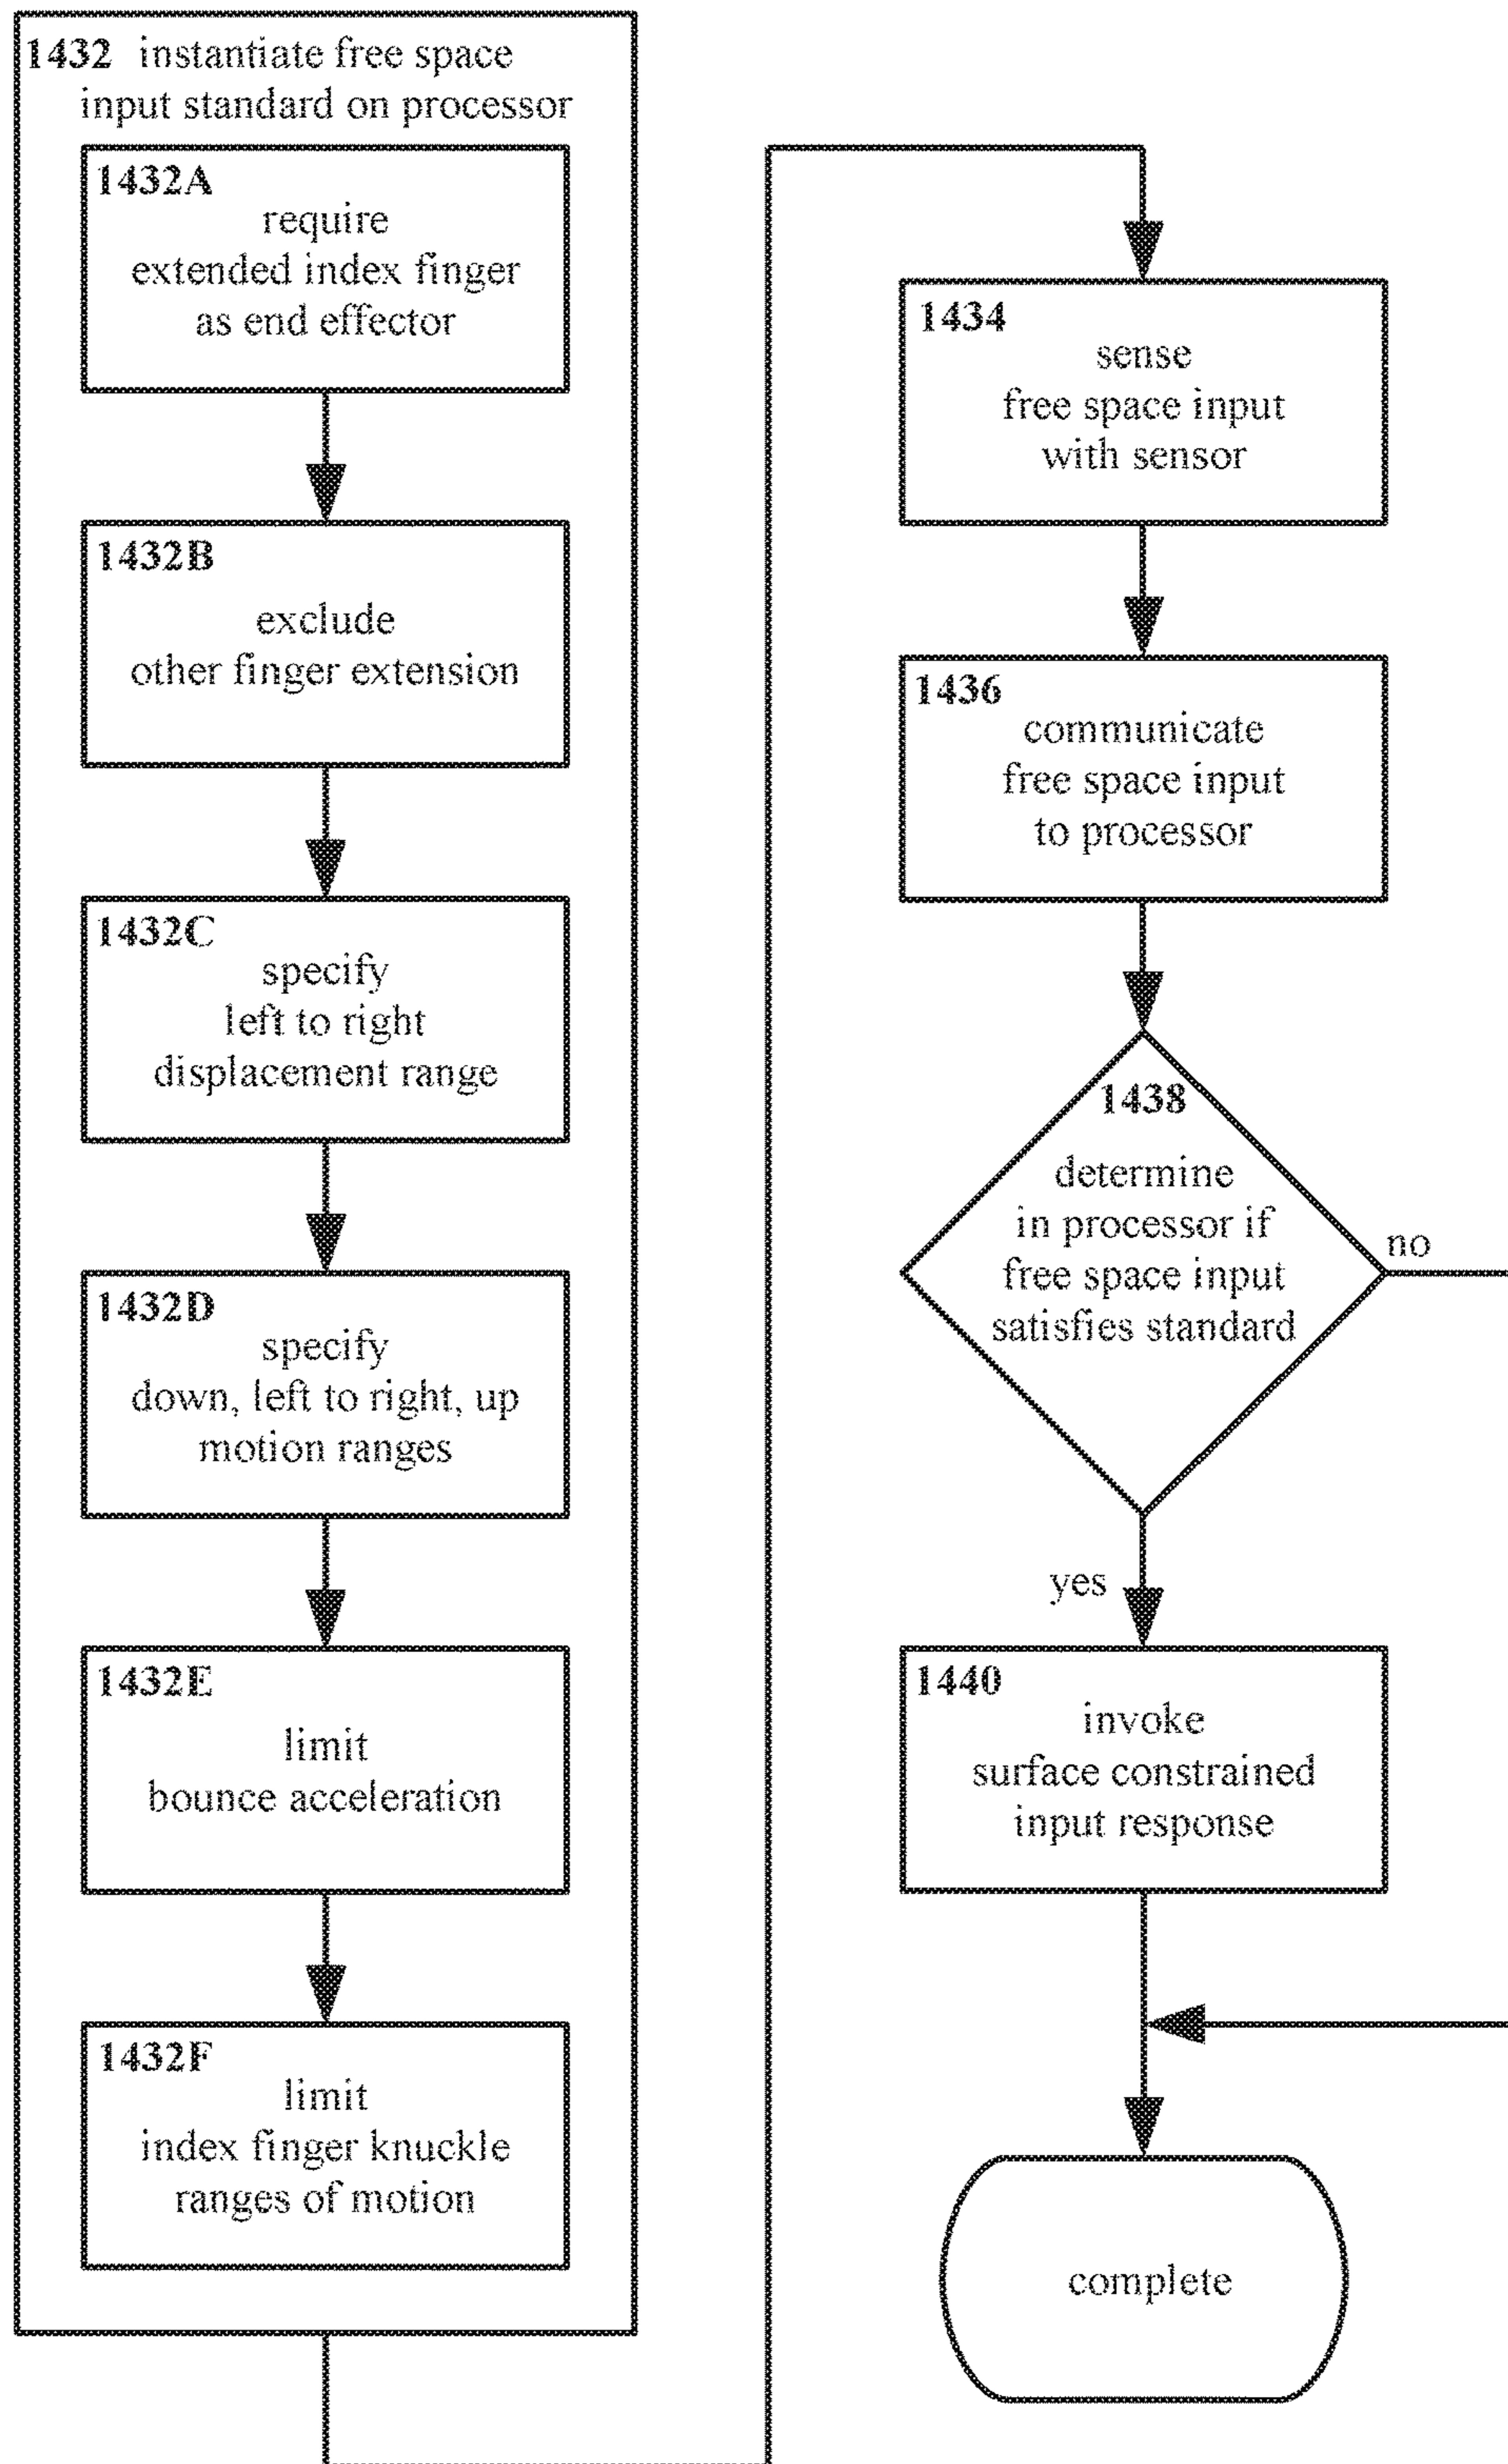 1432 instantiate free space
input standard on processor
1432A
require
extended index finger
as end effector
1432B
exclude
other finger extension
1432C
specify
left to right
displacement range
1432D
specify
down, left to right, up
motion ranges
1432E
limit
bounce acceleration
1432F
limit
index finger knuckle
ranges of motion
1434
sense
free space input
with sensor
1436
communicate
free space input
to processor
1438
determine
in processor if
free space input
satisfies standard
no
yes
1440
invoke
surface constrained
input response
complete